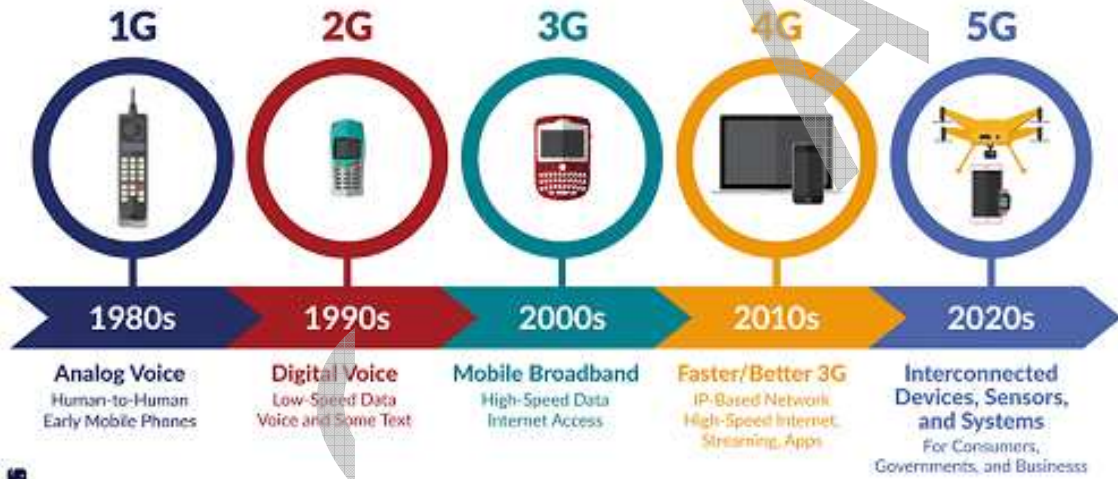 1G
2G
3G
4G
5G
1980s
1990s
2000s
2010s
2020s
Analog Voice
Human-to-Human
Early Mobile Phones
Digital Voice
Low-Speed Data
Voice and Some Text
Mobile Broadband
High-Speed Data
Internet Access
Faster/Better 3G
IP-Based Network
High-Speed Internet,
Streaming, Apps
Interconnected
Devices, Sensors,
and Systems
For Consumers,
Governments, and Businesss